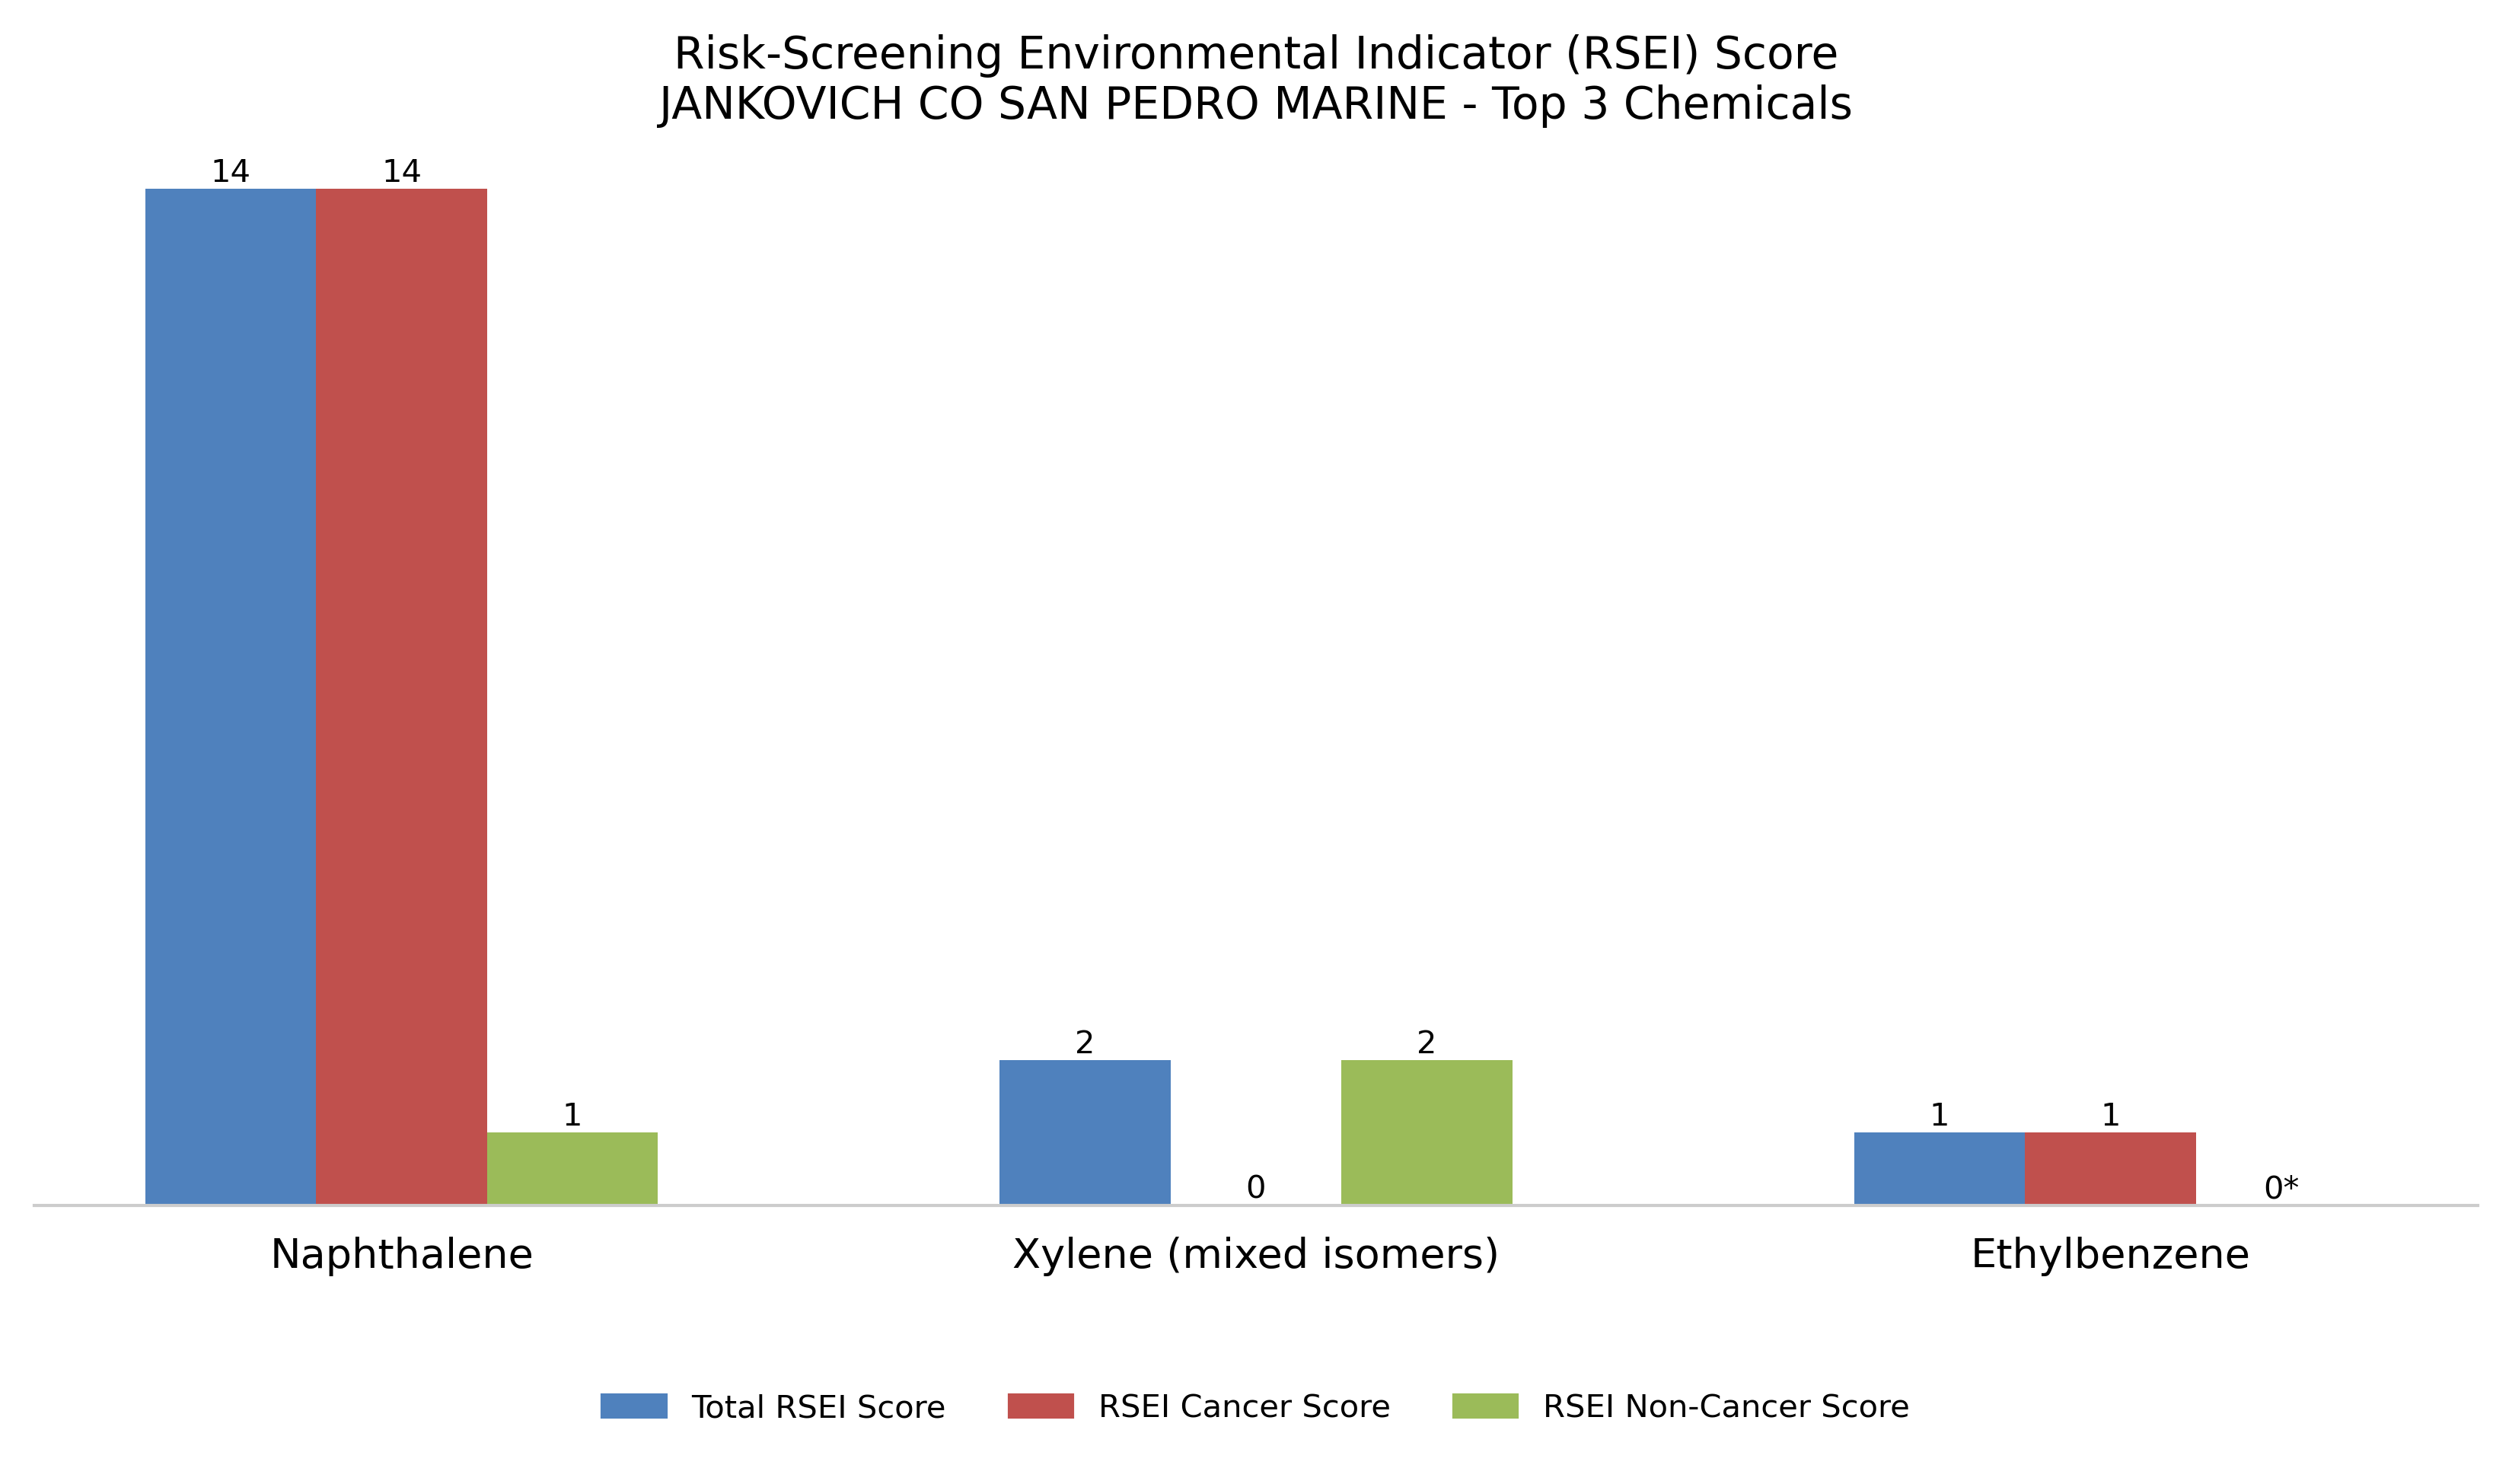 Risk-Screening Environmental Indicator (RSEI) Score
JANKOVICH CO SAN PEDRO MARINE - Top 3 Chemicals
14
14
1
2
0
2
1
1
0*
Naphthalene
Xylene (mixed isomers)
Ethylbenzene
Total RSEI Score
RSEI Cancer Score
RSEI Non-Cancer Score